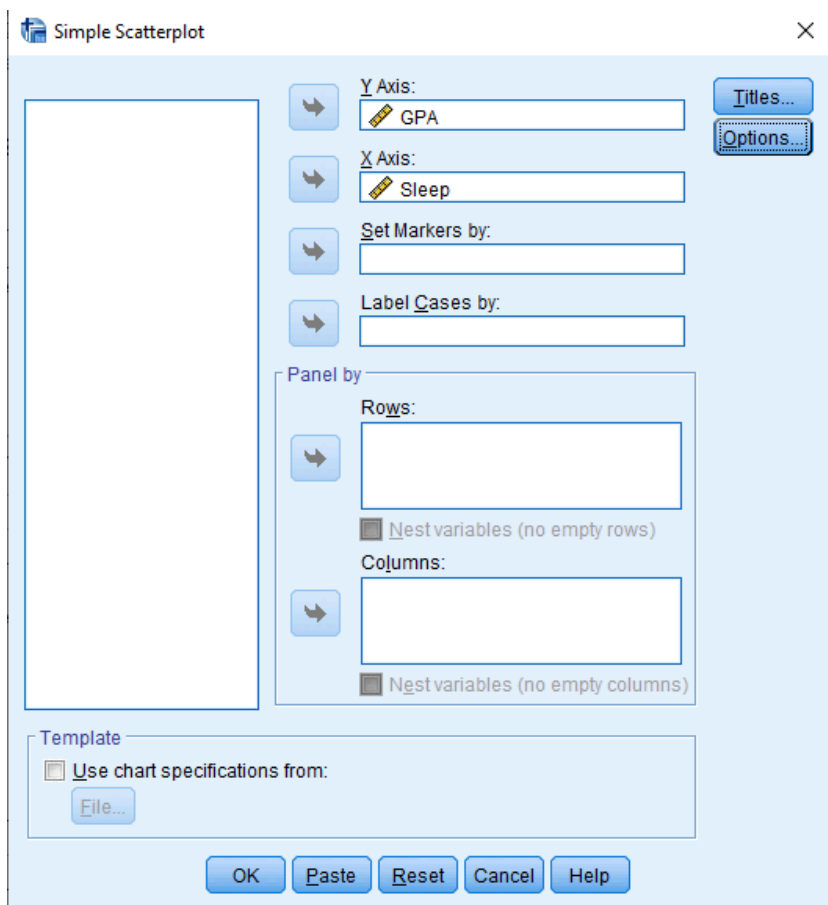 Simple Scatterplot
Y Axis:
GPA
Titles...
Options...
X Axis:
Sleep
Set Markers by:
Label Cases by:
Panel by
Rows:
Nest variables (no empty rows)
Columns:
Nest variables (no empty columns)
Template
Use chart specifications from:
File...
OK Paste Reset Cancel Help